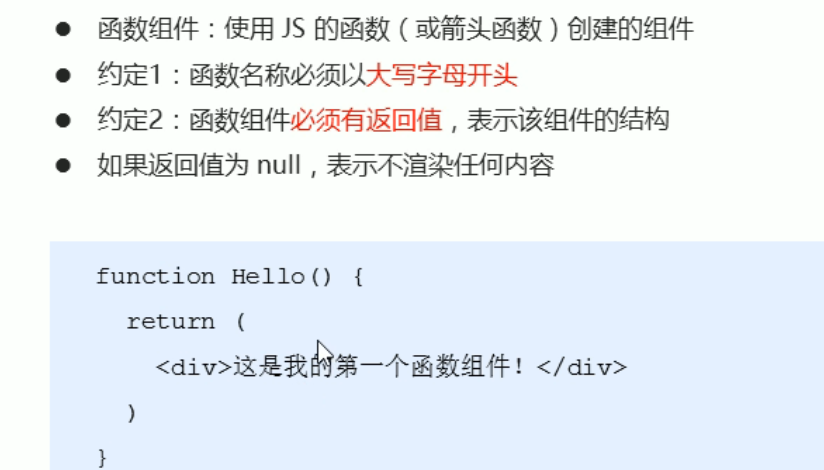 ● 函数组件：使用 JS 的函数（或箭头函数）创建的组件
● 约定1：函数名称必须以大写字母开头
● 约定2：函数组件必须有返回值，表示该组件的结构
● 如果返回值为 null，表示不渲染任何内容
function Hello() {
return (
<div>这是我的第一个函数组件！</div>
)
}